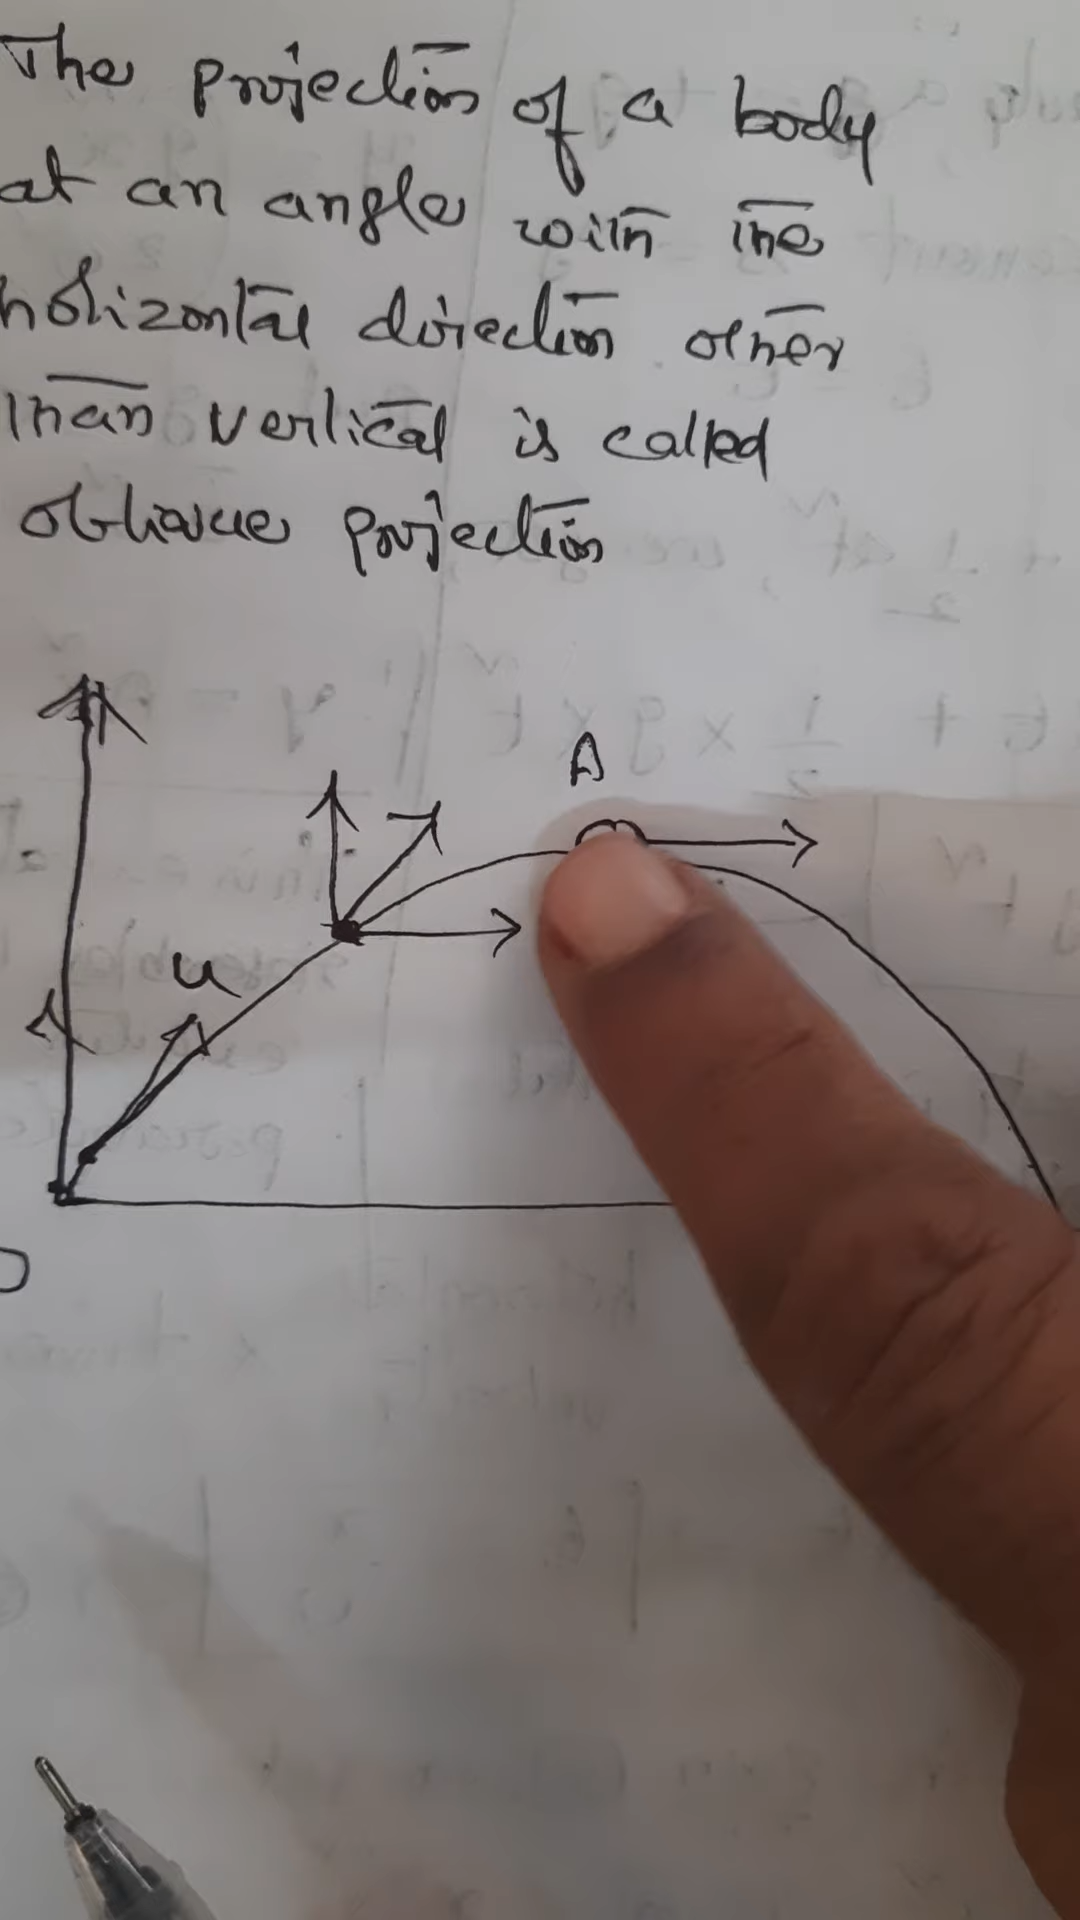 The projection of a body
at an angle with the
horizontal direction other
than vertical is called
oblique projection
A
u
O